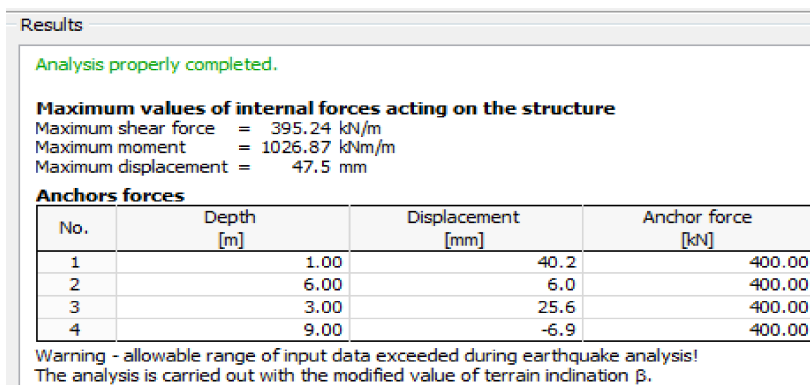 Results
Analysis properly completed.
Maximum values of internal forces acting on the structure
Maximum shear force = 395.24 kN/m
Maximum moment = 1026.87 kNm/m
Maximum displacement = 47.5 mm
Anchors forces
No. Depth [m] Displacement [mm] Anchor force [kN]
1 1.00 40.2 400.00
2 6.00 6.0 400.00
3 3.00 25.6 400.00
4 9.00 -6.9 400.00
Warning - allowable range of input data exceeded during earthquake analysis!
The analysis is carried out with the modified value of terrain inclination β.